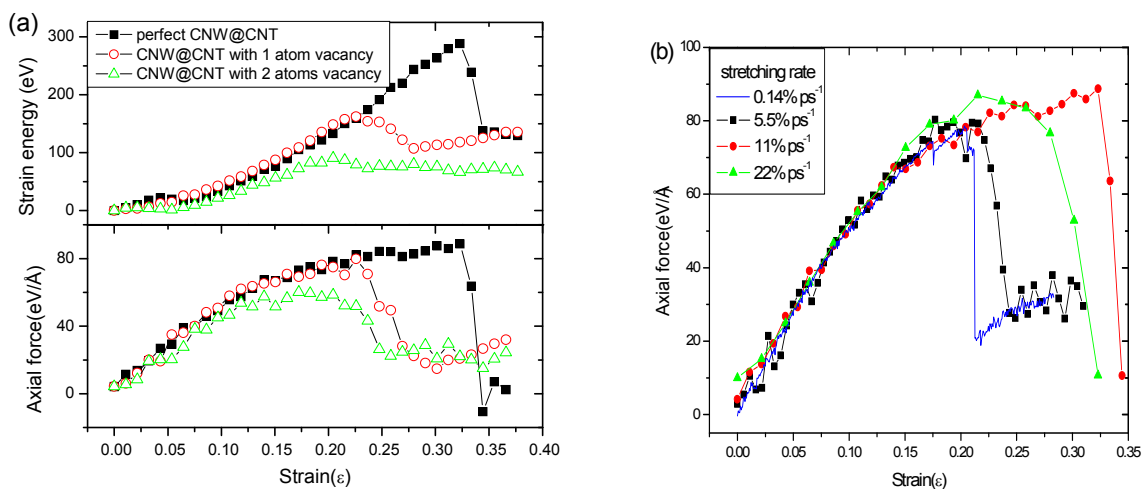 (a)
perfect CNW@CNT
CNW@CNT with 1 atom vacancy
CNW@CNT with 2 atoms vacancy
Strain energy (eV)
300
200
100
0
Axial force(eV/Å)
80
40
0
0.00 0.05 0.10 0.15 0.20 0.25 0.30 0.35 0.40
Strain(ε)
(b)
stretching rate
0.14% ps⁻¹
5.5% ps⁻¹
11% ps⁻¹
22% ps⁻¹
Axial force(eV/Å)
100
80
60
40
20
0
0.00 0.05 0.10 0.15 0.20 0.25 0.30 0.35
Strain(ε)